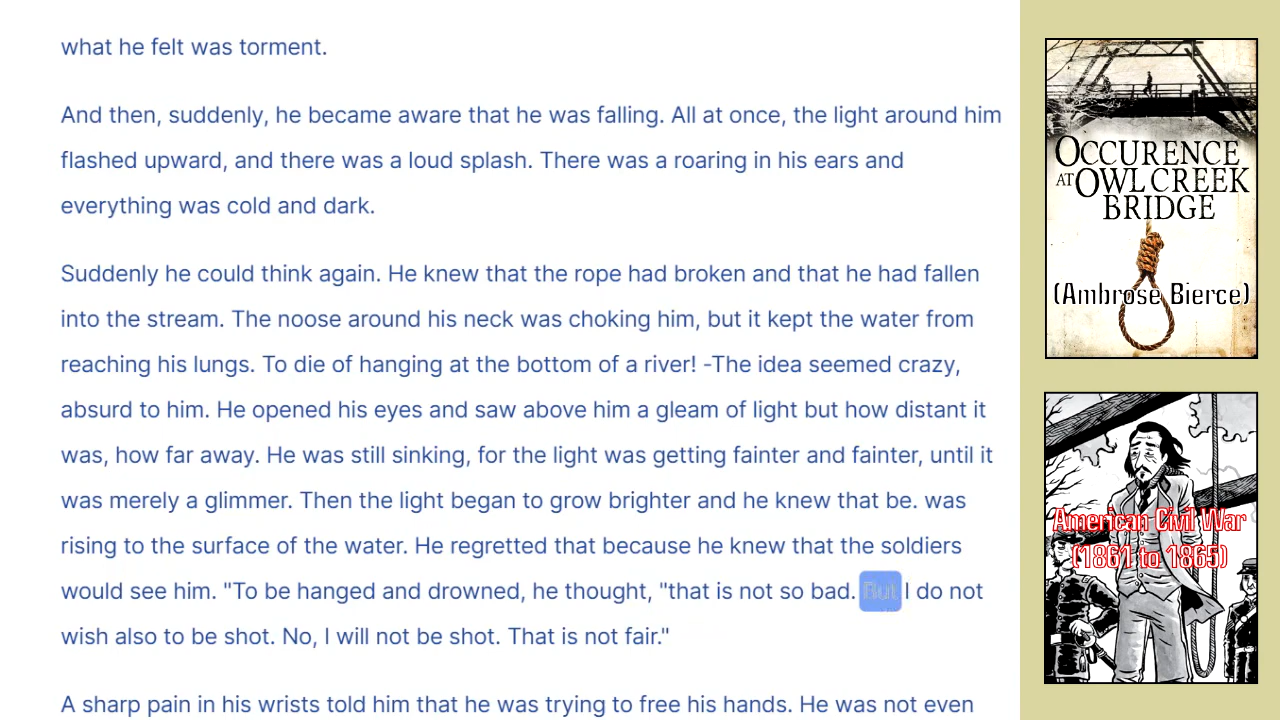 what he felt was torment.
And then, suddenly, he became aware that he was falling. All at once, the light around him
flashed upward, and there was a loud splash. There was a roaring in his ears and
everything was cold and dark.
Suddenly he could think again. He knew that the rope had broken and that he had fallen
into the stream. The noose around his neck was choking him, but it kept the water from
reaching his lungs. To die of hanging at the bottom of a river! -The idea seemed crazy,
absurd to him. He opened his eyes and saw above him a gleam of light but how distant it
was, how far away. He was still sinking, for the light was getting fainter and fainter, until it
was merely a glimmer. Then the light began to grow brighter and he knew that be. was
rising to the surface of the water. He regretted that because he knew that the soldiers
would see him. "To be hanged and drowned, he thought, "that is not so bad. But I do not
wish also to be shot. No, I will not be shot. That is not fair."
A sharp pain in his wrists told him that he was trying to free his hands. He was not even
OCCURENCE
AT OWL CREEK
BRIDGE
(Ambrose Bierce)
American Civil War
(1861 to 1865)